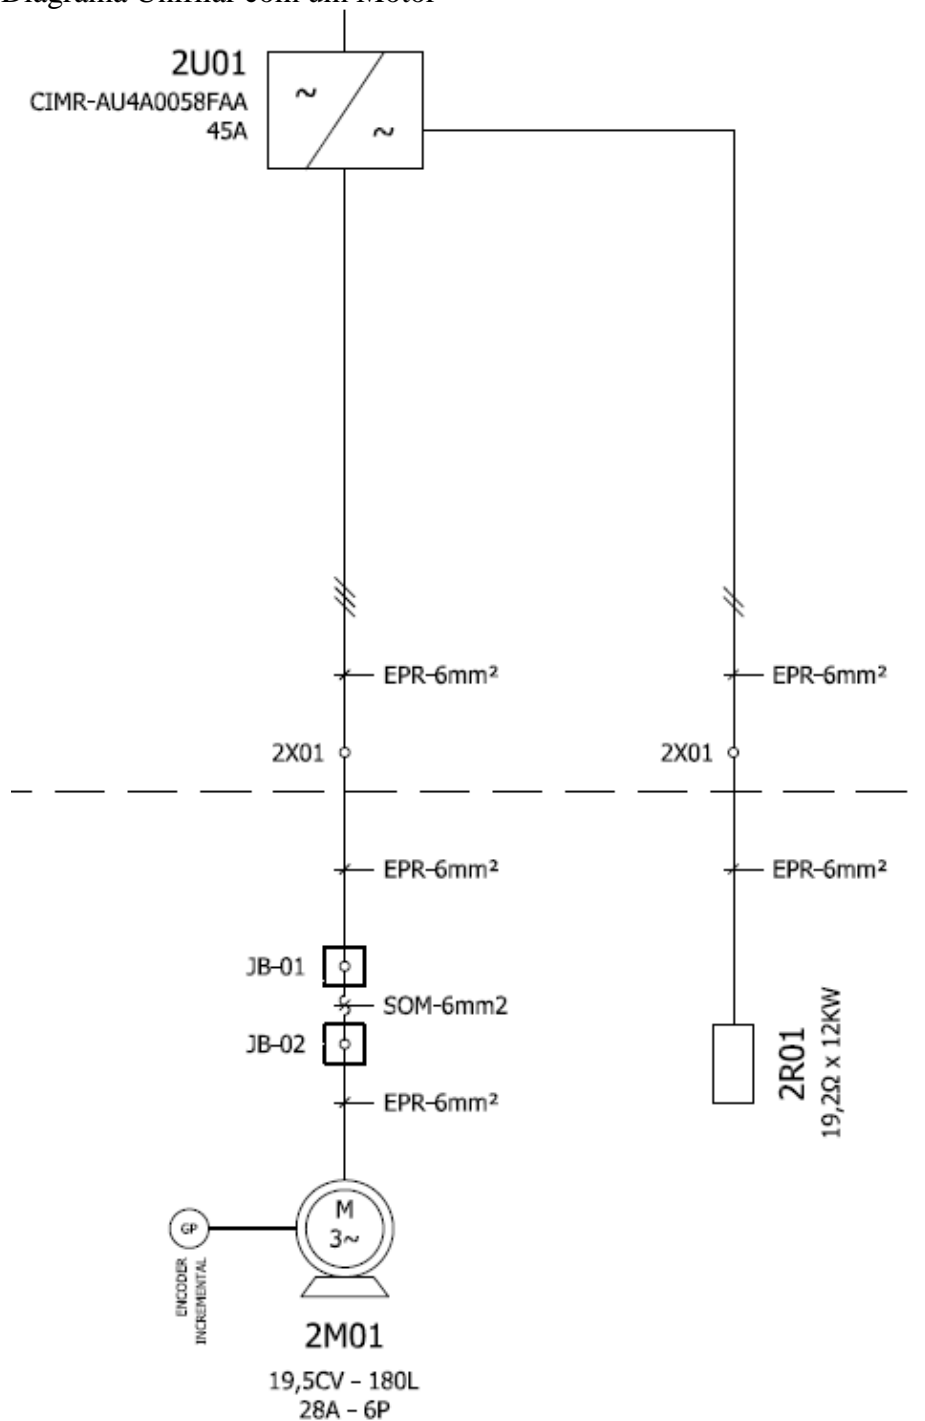 Diagrama Unifilar com um Motor
2U01
CIMR-AU4A0058FAA
45A
~
~
EPR-6mm²
EPR-6mm²
2X01
2X01
EPR-6mm²
EPR-6mm²
JB-01
SOM-6mm2
JB-02
EPR-6mm²
2R01
19,2Ω x 12KW
M
3~
GP
ENCODER
INCREMENTAL
2M01
19,5CV - 180L
28A - 6P